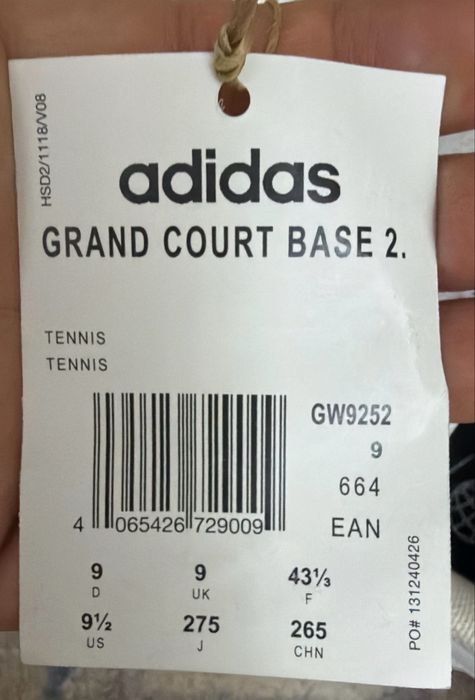 HSD2/1118/V08
adidas
GRAND COURT BASE 2.
TENNIS
TENNIS
GW9252
9
664
EAN
4 065426 729009
9 9 43⅓
D UK F
9½ 275 265
US J CHN
PO# 131240426